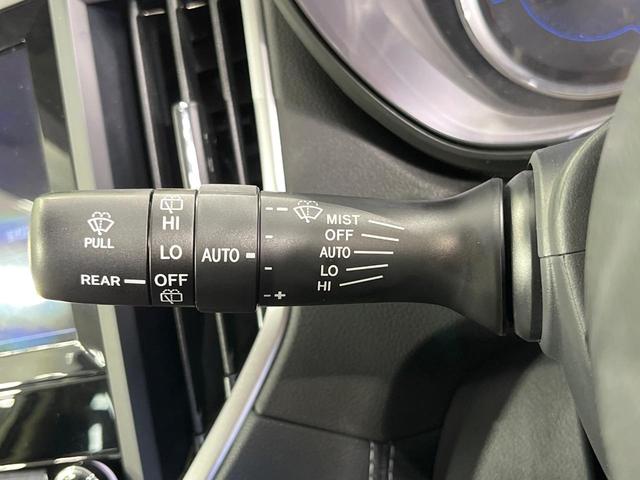 PULL
REAR
HI
LO
OFF
AUTO
- +
MIST
OFF
AUTO
LO
HI